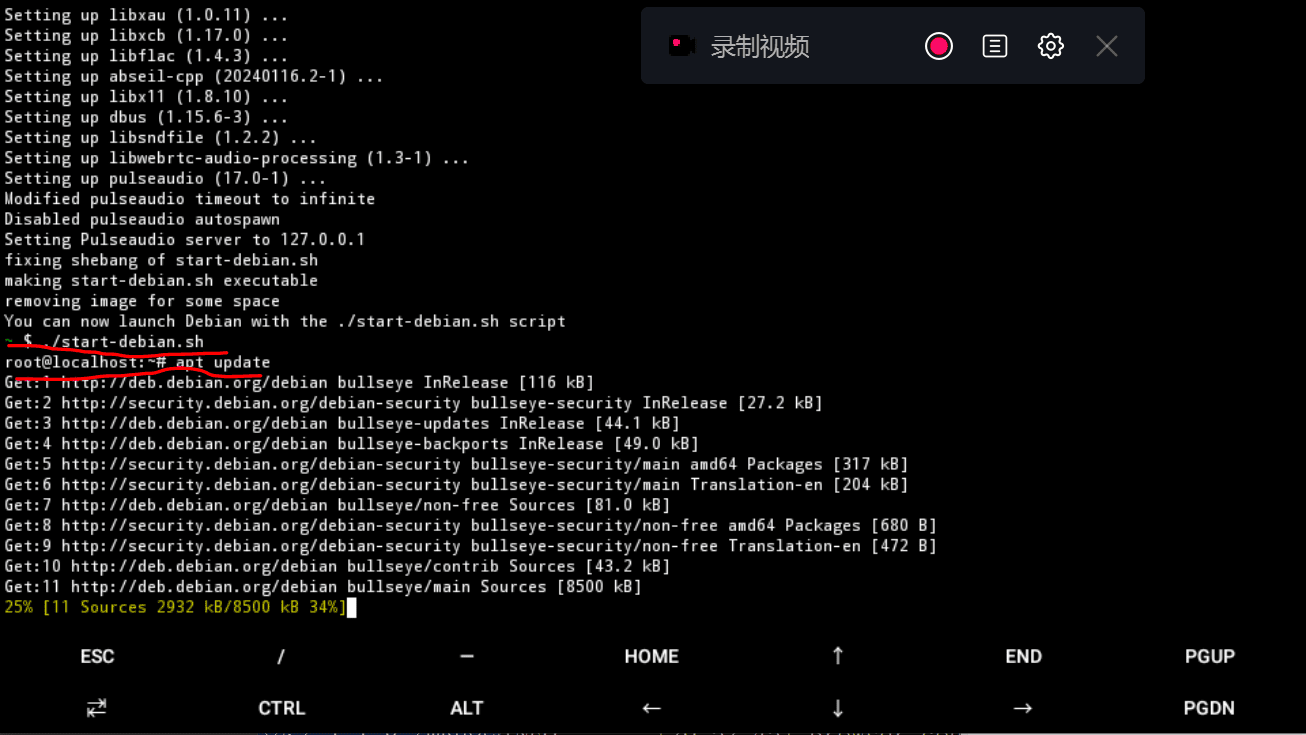 Setting up libxau (1.0.11) ...
Setting up libxcb (1.17.0) ...
Setting up libflac (1.4.3) ...
Setting up abseil-cpp (20240116.2-1) ...
Setting up libx11 (1.8.10) ...
Setting up dbus (1.15.6-3) ...
Setting up libsndfile (1.2.2) ...
Setting up libwebrtc-audio-processing (1.3-1) ...
Setting up pulseaudio (17.0-1) ...
Modified pulseaudio timeout to infinite
Disabled pulseaudio autospawn
Setting Pulseaudio server to 127.0.0.1
fixing shebang of start-debian.sh
making start-debian.sh executable
removing image for some space
You can now launch Debian with the ./start-debian.sh script
~ $ ./start-debian.sh
root@localhost:~# apt update
Get:1 http://deb.debian.org/debian bullseye InRelease [116 kB]
Get:2 http://security.debian.org/debian-security bullseye-security InRelease [27.2 kB]
Get:3 http://deb.debian.org/debian bullseye-updates InRelease [44.1 kB]
Get:4 http://deb.debian.org/debian bullseye-backports InRelease [49.0 kB]
Get:5 http://security.debian.org/debian-security bullseye-security/main amd64 Packages [317 kB]
Get:6 http://security.debian.org/debian-security bullseye-security/main Translation-en [204 kB]
Get:7 http://deb.debian.org/debian bullseye/non-free Sources [81.0 kB]
Get:8 http://security.debian.org/debian-security bullseye-security/non-free amd64 Packages [680 B]
Get:9 http://security.debian.org/debian-security bullseye-security/non-free Translation-en [472 B]
Get:10 http://deb.debian.org/debian bullseye/contrib Sources [43.2 kB]
Get:11 http://deb.debian.org/debian bullseye/main Sources [8500 kB]
25% [11 Sources 2932 kB/8500 kB 34%]
录制视频
ESC / — HOME ↑ END PGUP
⇄ CTRL ALT ← ↓ → PGDN